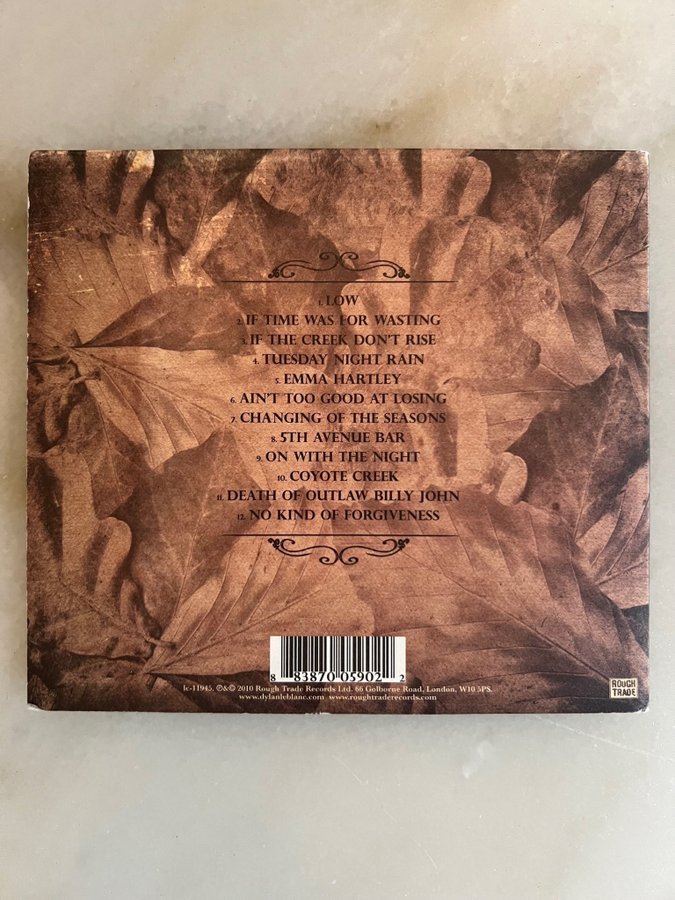 1. LOW
2. IF TIME WAS FOR WASTING
3. IF THE CREEK DON'T RISE
4. TUESDAY NIGHT RAIN
5. EMMA HARTLEY
6. AIN'T TOO GOOD AT LOSING
7. CHANGING OF THE SEASONS
8. 5TH AVENUE BAR
9. ON WITH THE NIGHT
10. COYOTE CREEK
11. DEATH OF OUTLAW BILLY JOHN
12. NO KIND OF FORGIVENESS
8 83870 05902 2
lc-11945. ℗&© 2010 Rough Trade Records Ltd. 66 Golborne Road, London. W10 5PS.
www.dylanleblanc.com www.roughtraderecords.com
ROUGH
TRADE